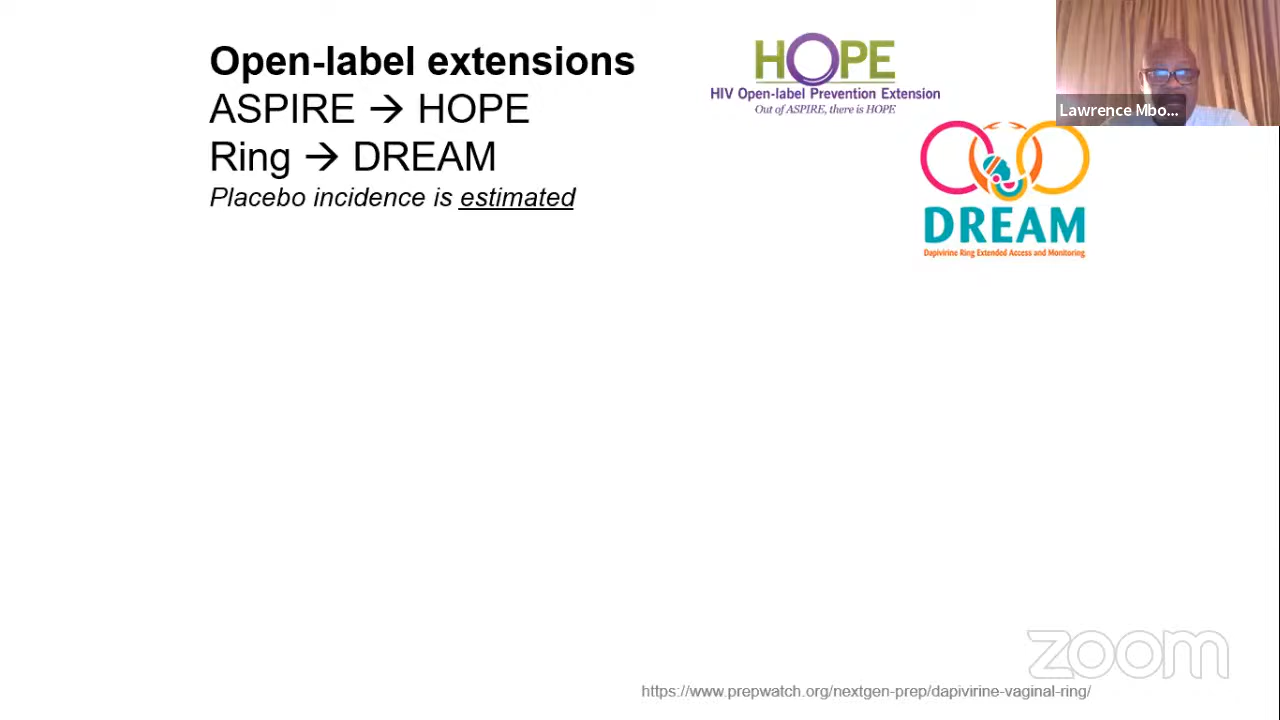 Open-label extensions
ASPIRE → HOPE
Ring → DREAM
Placebo incidence is estimated
HOPE
HIV Open-label Prevention Extension
Out of ASPIRE, there is HOPE
Lawrence Mbo...
DREAM
Dapivirine Ring Extended Access and Monitoring
zoom
https://www.prepwatch.org/nextgen-prep/dapivirine-vaginal-ring/